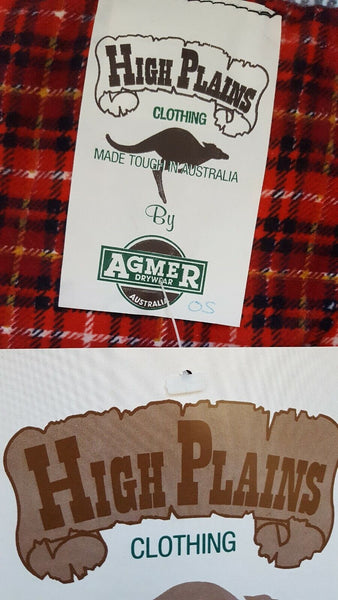 HIGH PLAINS
CLOTHING
MADE TOUGH IN AUSTRALIA
By
AGMER
DRYWEAR
AUSTRALIA
OS
HIGH PLAINS
CLOTHING